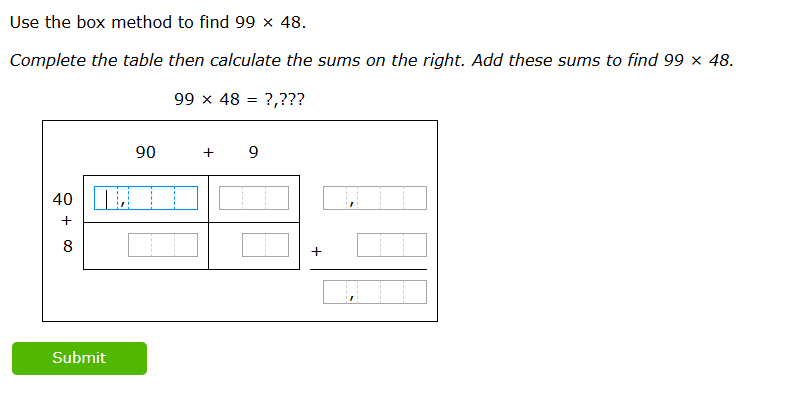 Use the box method to find 99 × 48.
Complete the table then calculate the sums on the right. Add these sums to find 99 × 48.
99 × 48 = ?,???
90 + 9
40 , ,
+
8 +
,
Submit